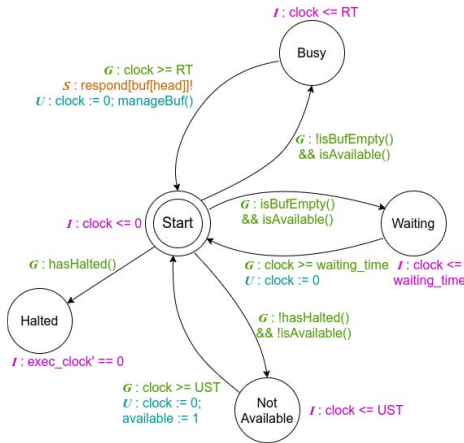 I : clock <= RT
Busy
G : clock >= RT
S : respond[buf[head]]!
U : clock := 0; manageBuf()
G : !isBufEmpty()
&& isAvailable()
I : clock <= 0
Start
G : isBufEmpty()
&& isAvailable()
Waiting
G : clock >= waiting_time
U : clock := 0
I : clock <=
waiting_time
G : hasHalted()
Halted
I : exec_clock' == 0
G : !hasHalted()
&& !isAvailable()
G : clock >= UST
U : clock := 0;
available := 1
Not
Available
I : clock <= UST